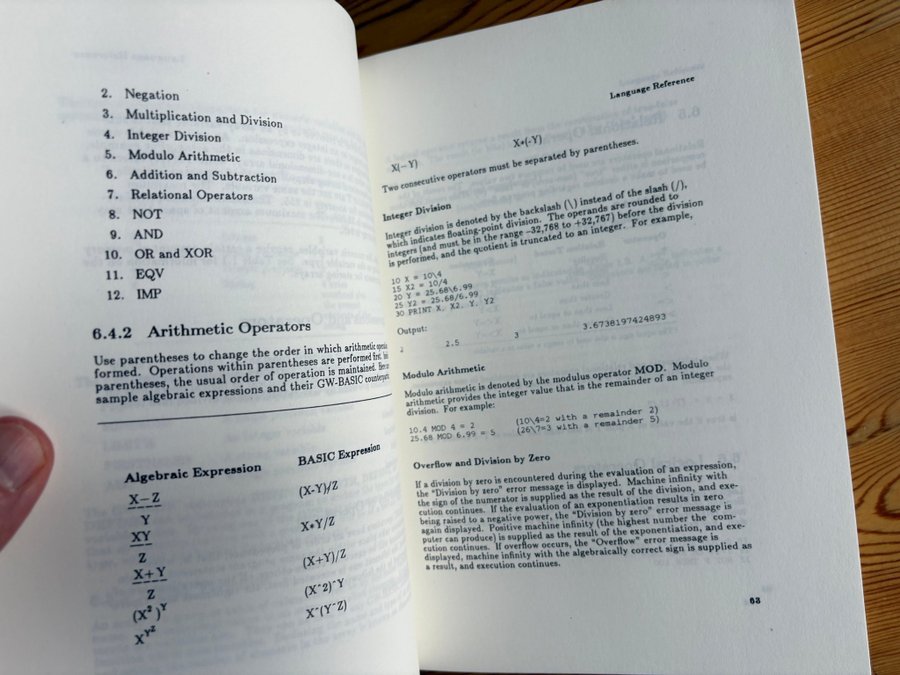 2. Negation
3. Multiplication and Division
4. Integer Division
5. Modulo Arithmetic
6. Addition and Subtraction
7. Relational Operators
8. NOT
9. AND
10. OR and XOR
11. EQV
12. IMP
6.4.2 Arithmetic Operators
Use parentheses to change the order in which arithmetic
formed. Operations within parentheses are performed first.
parentheses, the usual order of operation is maintained.
sample algebraic expressions and their GW-BASIC
Algebraic Expression BASIC Expression
X-Z
Y (X-Y)/Z
XY
Z X*Y/Z
X+Y
Z (X+Y)/Z
(X²)ʸ (X^2)^Y
Xʸᶻ X^(Y^Z)
Language Reference
X(-Y) X*(-Y)
Two consecutive operators must be separated by parentheses.
Integer Division
Integer division is denoted by the backslash (\) instead of the slash (/),
which indicates floating-point division. The operands are rounded to
integers (and must be in the range -32,768 to +32,767) before the division
is performed, and the quotient is truncated to an integer. For example,
10 X = 10\4
15 X2 = 10/4
20 Y = 25.68\6.99
25 Y2 = 25.68/6.99
30 PRINT X, X2, Y, Y2
Output:
2 2.5 3 3.6738197424893
Modulo Arithmetic
Modulo arithmetic is denoted by the modulus operator MOD. Modulo
arithmetic provides the integer value that is the remainder of an integer
division. For example:
10.4 MOD 4 = 2 (10\4=2 with a remainder 2)
25.68 MOD 6.99 = 5 (26\7=3 with a remainder 5)
Overflow and Division by Zero
If a division by zero is encountered during the evaluation of an expression,
the "Division by zero" error message is displayed. Machine infinity with
the sign of the numerator is supplied as the result of the division, and exe-
cution continues. If the evaluation of an exponentiation results in zero
being raised to a negative power, the "Division by zero" error message is
again displayed. Positive machine infinity (the highest number the com-
puter can produce) is supplied as the result of the exponentiation, and exe-
cution continues. If overflow occurs, the "Overflow" error message is
displayed, machine infinity with the algebraically correct sign is supplied as
a result, and execution continues.
63